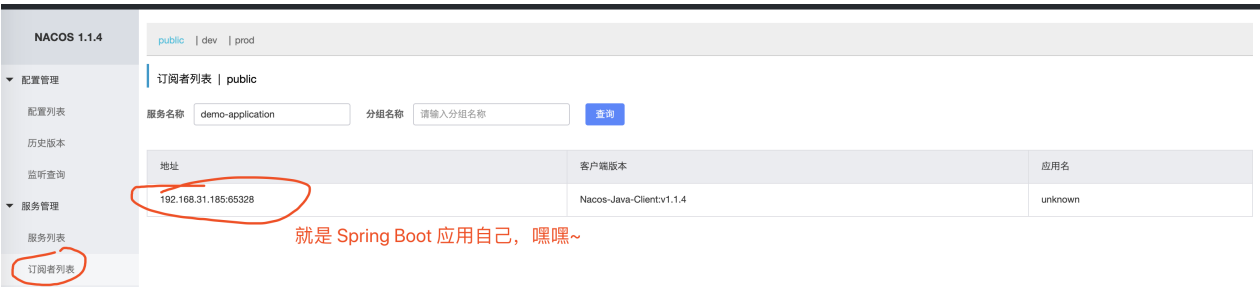 NACOS 1.1.4
public | dev | prod
配置管理
订阅者列表 | public
配置列表
服务名称 demo-application 分组名称 请输入分组名称 查询
历史版本
监听查询
地址 客户端版本 应用名
服务管理
192.168.31.185:65328 Nacos-Java-Client:v1.1.4 unknown
服务列表
就是 Spring Boot 应用自己，嘿嘿~
订阅者列表